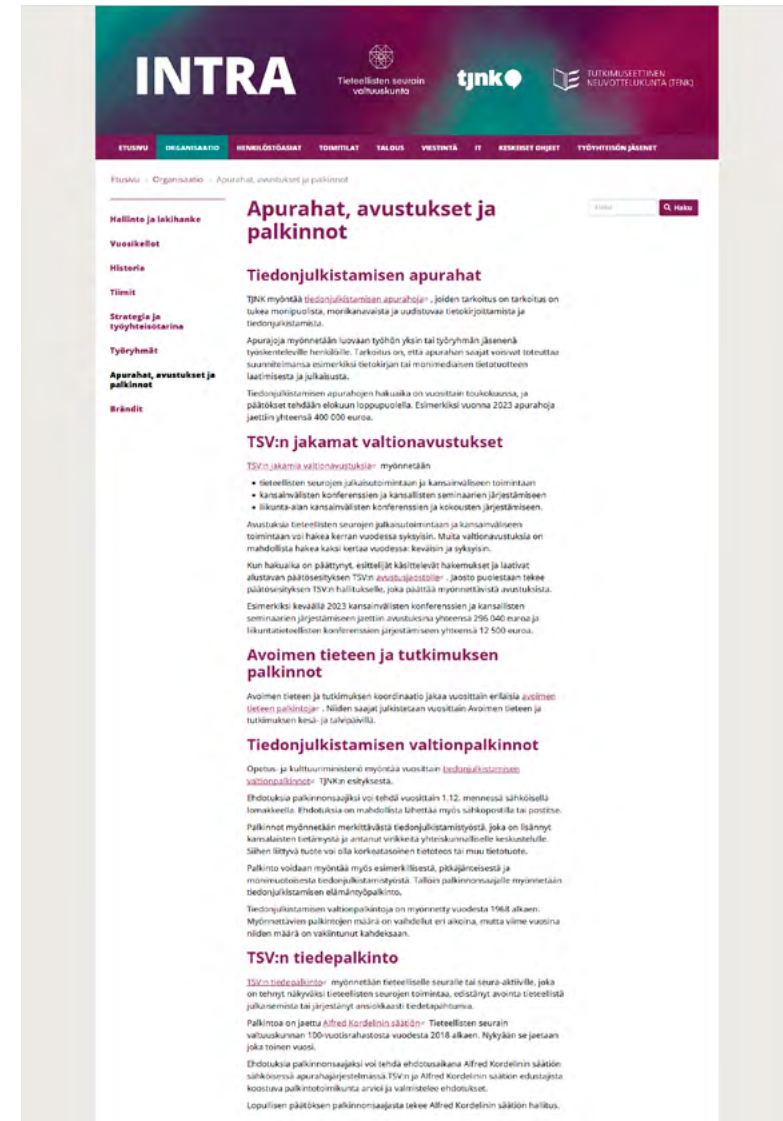 INTRA
Tieteellisten seurain
valtuuskunta
tjnk
TUTKIMUSEETTINEN
NEUVOTTELUKUNTA (TENK)
ETUSIVU ORGANISAATIO HENKILÖSTÖASIAT TOIMITILAT TALOUS VIESTINTÄ IT KESKEISET OHJEET TYÖYHTEISÖN JÄSENET
Etusivu > Organisaatio > Apurahat, avustukset ja palkinnot
Haku
Hallinto ja lakihanke
Vuosikellot
Historia
Tiimit
Strategia ja
työyhteisötarina
Työryhmät
Apurahat, avustukset ja
palkinnot
Brändit
Apurahat, avustukset ja
palkinnot
Tiedonjulkistamisen apurahat
TJNK myöntää tiedonjulkistamisen apurahoja , joiden tarkoitus on tarkoitus on
tukea monipuolista, monikanavaista ja uudistuvaa tietokirjoittamista ja
tiedonjulkistamista.
Apurajoja myönnetään luovaan työhön yksin tai työryhmän jäsenenä
työskenteleville henkilöille. Tarkoitus on, että apurahan saajat voisivat toteuttaa
suunnitelmansa esimerkiksi tietokirjan tai monimediaisen tietotuotteen
laatimisesta ja julkaisusta.
Tiedonjulkistamisen apurahojen hakuaika on vuosittain toukokuussa, ja
päätökset tehdään elokuun loppupuolella. Esimerkiksi vuonna 2023 apurahoja
jaettiin yhteensä 400 000 euroa.
TSV:n jakamat valtionavustukset
TSV:n jakamia valtionavustuksia myönnetään
• tieteellisten seurojen julkaisutoimintaan ja kansainväliseen toimintaan
• kansainvälisten konferenssien ja kansallisten seminaarien järjestämiseen
• liikunta-alan kansainvälisten konferenssien ja kokousten järjestämiseen.
Avustuksia tieteellisten seurojen julkaisutoimintaan ja kansainväliseen
toimintaan voi hakea kerran vuodessa syksyisin. Muita valtionavustuksia on
mahdollista hakea kaksi kertaa vuodessa: keväisin ja syksyisin.
Kun hakuaika on päättynyt, esittelijät käsittelevät hakemukset ja laativat
alustavan päätösesityksen TSV:n avustusjaostolle . Jaosto puolestaan tekee
päätösesityksen TSV:n hallitukselle, joka päättää myönnettävistä avustuksista.
Esimerkiksi keväällä 2023 kansainvälisten konferenssien ja kansallisten
seminaarien järjestämiseen jaettiin avustuksina yhteensä 296 040 euroa ja
liikuntatieteellisten konferenssien järjestämiseen yhteensä 12 500 euroa.
Avoimen tieteen ja tutkimuksen
palkinnot
Avoimen tieteen ja tutkimuksen koordinaatio jakaa vuosittain erilaisia avoimen
tieteen palkintoja . Niiden saajat julkistetaan vuosittain Avoimen tieteen ja
tutkimuksen kesä- ja talvipäivillä.
Tiedonjulkistamisen valtionpalkinnot
Opetus- ja kulttuuriministeriö myöntää vuosittain tiedonjulkistamisen
valtionpalkinnot TJNK:n esityksestä.
Ehdotuksia palkinnonsaajiksi voi tehdä vuosittain 1.12. mennessä sähköisellä
lomakkeella. Ehdotuksia on mahdollista lähettää myös sähköpostilla tai postitse.
Palkinnot myönnetään merkittävästä tiedonjulkistamistyöstä, joka on lisännyt
kansalaisten tietämystä ja antanut virikkeitä yhteiskunnalliselle keskustelulle.
Siihen liittyvä tuote voi olla korkeatasoinen tietoteos tai muu tietotuote.
Palkinto voidaan myöntää myös esimerkillisestä, pitkäjänteisestä ja
monimuotoisesta tiedonjulkistamistyöstä. Tällöin palkinnonsaajalle myönnetään
tiedonjulkistamisen elämäntyöpalkinto.
Tiedonjulkistamisen valtionpalkintoja on myönnetty vuodesta 1968 alkaen.
Myönnettävien palkintojen määrä on vaihdellut eri aikoina, mutta viime vuosina
niiden määrä on vakiintunut kahdeksaan.
TSV:n tiedepalkinto
TSV:n tiedepalkinto myönnetään tieteelliselle seuralle tai seura-aktiiville, joka
on tehnyt näkyväksi tieteellisten seurojen toimintaa, edistänyt avointa tieteellistä
julkaisemista tai järjestänyt ansiokkaasti tiedetapahtumia.
Palkintoa on jaettu Alfred Kordelinin säätiön Tieteellisten seurain
valtuuskunnan 100-vuotisrahastosta vuodesta 2018 alkaen. Nykyään se jaetaan
joka toinen vuosi.
Ehdotuksia palkinnonsaajaksi voi tehdä ehdotusaikana Alfred Kordelinin säätiön
sähköisessä apurahajärjestelmässä.TSV:n ja Alfred Kordelinin säätiön edustajista
koostuva palkintotoimikunta arvioi ja valmistelee ehdotukset.
Lopullisen päätöksen palkinnonsaajasta tekee Alfred Kordelinin säätiön hallitus.